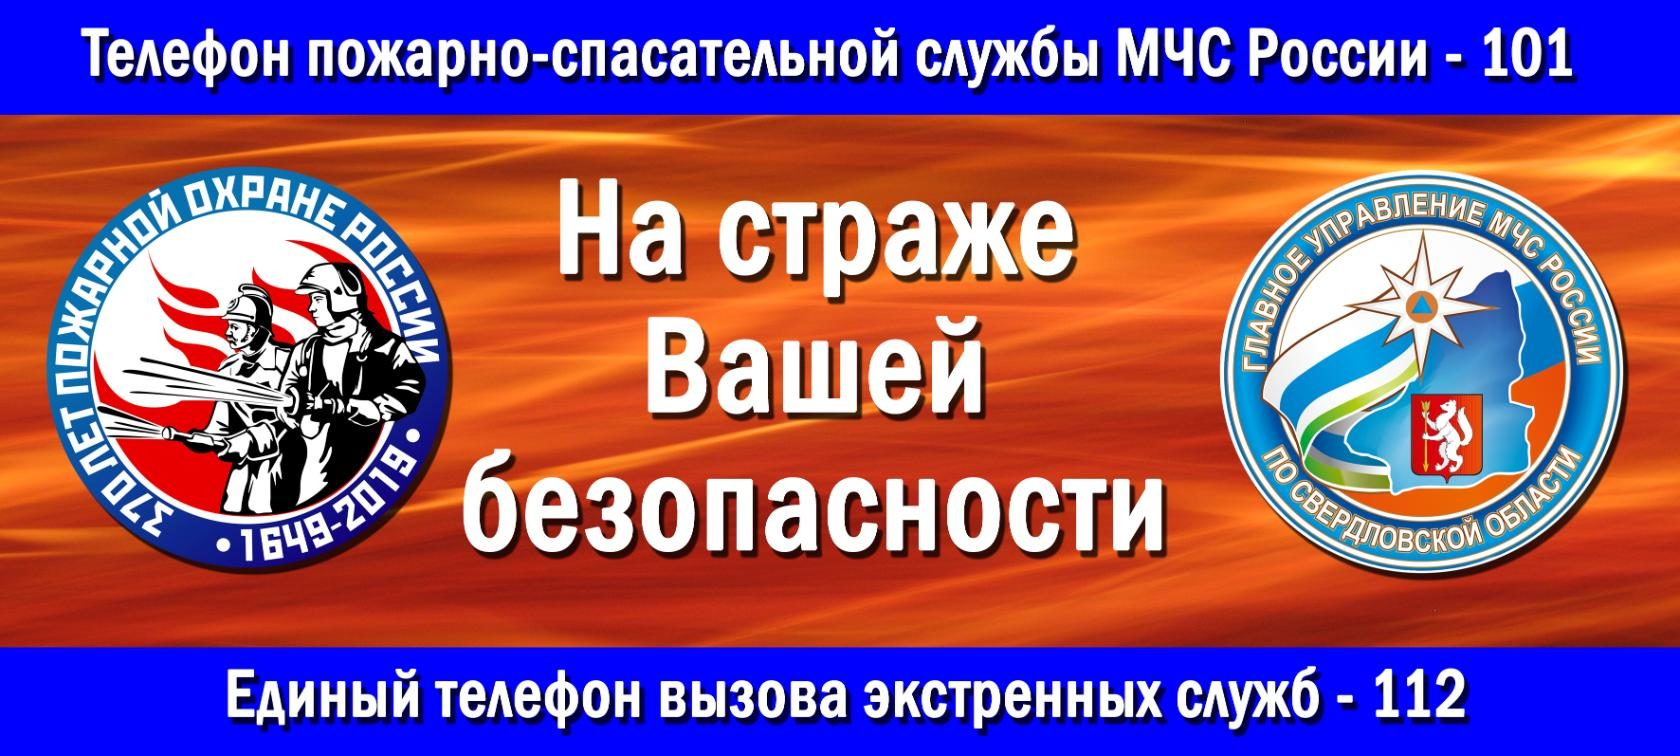 Телефон пожарно-спасательной службы МЧС России - 101
370 ЛЕТ ПОЖАРНОЙ ОХРАНЕ РОССИИ
• 1649-2019 •
На страже
Вашей
безопасности
ГЛАВНОЕ УПРАВЛЕНИЕ МЧС РОССИИ
ПО СВЕРДЛОВСКОЙ ОБЛАСТИ
Единый телефон вызова экстренных служб - 112